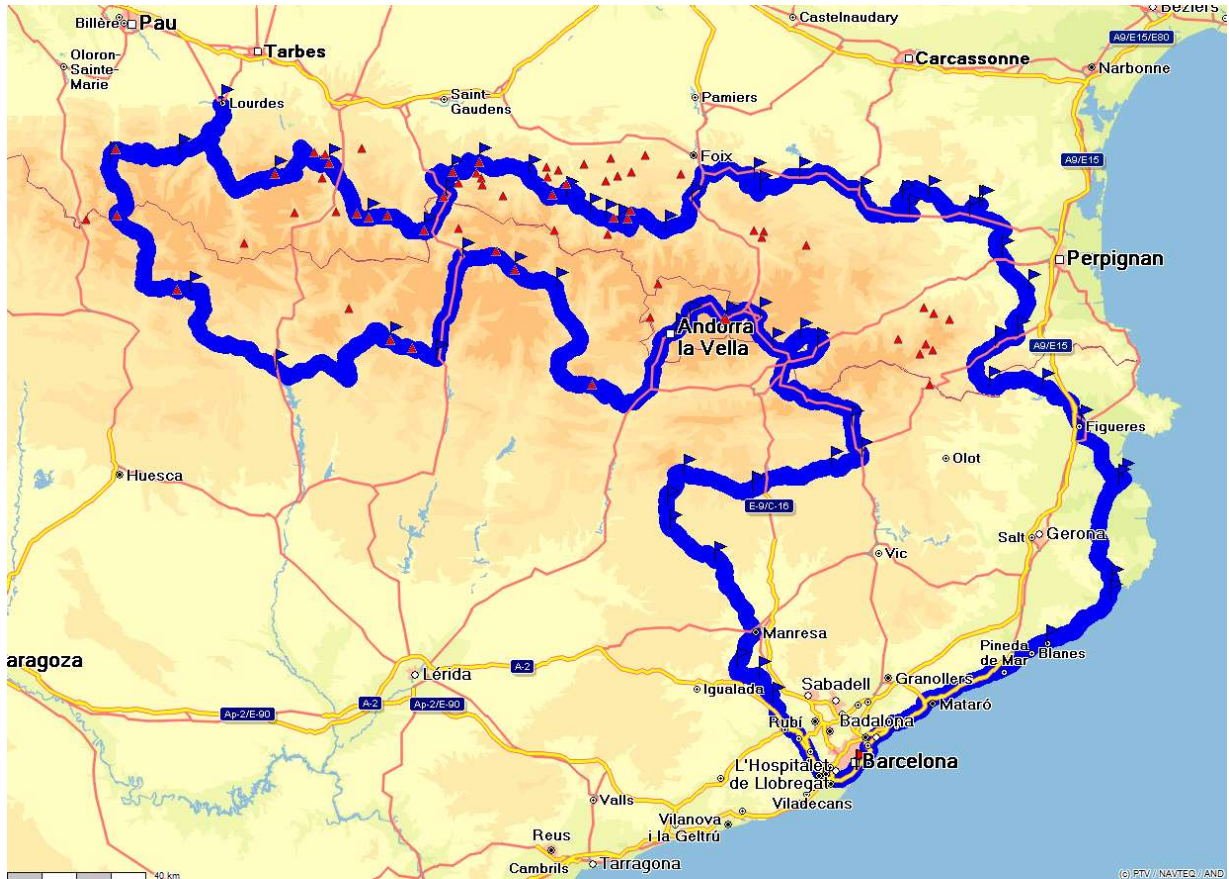 Billère
Pau
Tarbes
Oloron-
Sainte-
Marie
Lourdes
Saint-
Gaudens
Pamiers
Castelnaudary
Carcassonne
Béziers
A9/E15/E80
Narbonne
Foix
A9/E15
Perpignan
Andorra
la Vella
A9/E15
Figueres
Olot
Huesca
E-9/C-16
Salt
Gerona
Vic
Manresa
Pineda
de Mar
Blanes
aragoza
Lérida
A-2
Igualada
Sabadell
Granollers
Ap-2/E-90
A-2
Ap-2/E-90
Mataró
Rubí
Badalona
Barcelona
L'Hospitalet
de Llobregat
Viladecans
Valls
Vilanova
i la Geltrú
Reus
Cambrils
Tarragona
40 km
(c) PTV / NAVTEQ / AND